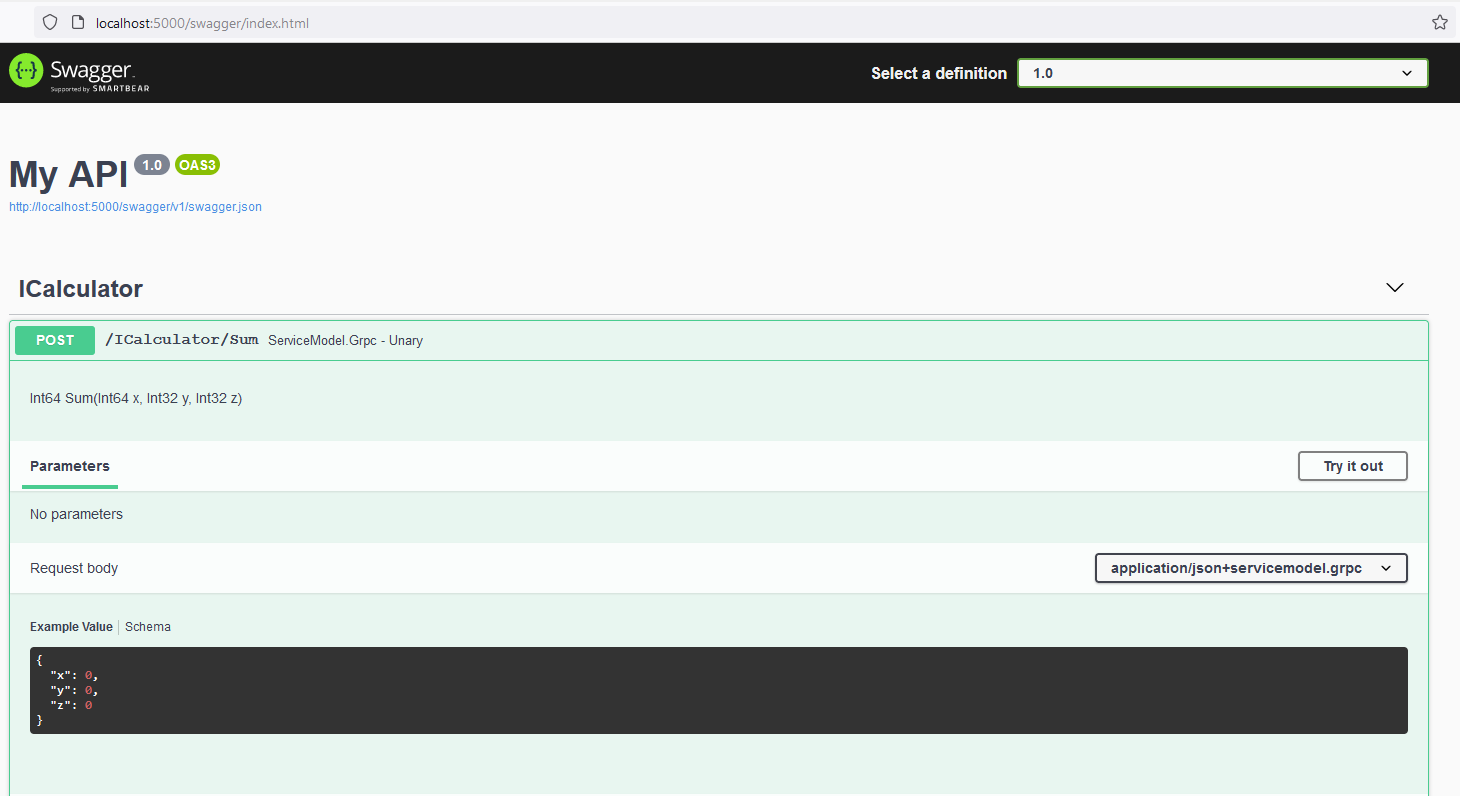 localhost:5000/swagger/index.html
{··} Swagger
Supported by SMARTBEAR
Select a definition 1.0
My API 1.0 OAS3
http://localhost:5000/swagger/v1/swagger.json
ICalculator
POST /ICalculator/Sum ServiceModel.Grpc - Unary
Int64 Sum(Int64 x, Int32 y, Int32 z)
Parameters Try it out
No parameters
Request body application/json+servicemodel.grpc
Example Value Schema
{
"x": 0,
"y": 0,
"z": 0
}